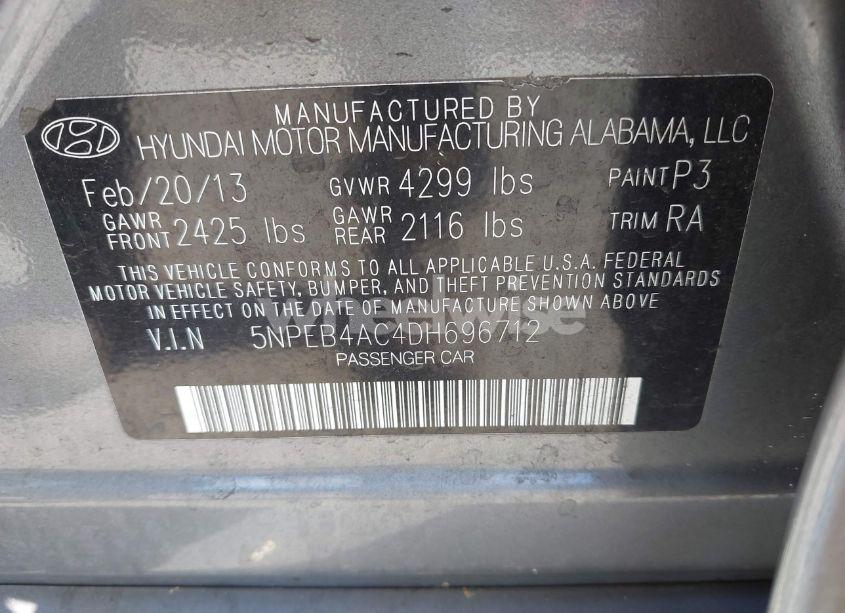 MANUFACTURED BY
HYUNDAI MOTOR MANUFACTURING ALABAMA, LLC
Feb/20/13 GVWR 4299 lbs PAINT P3
GAWR FRONT 2425 lbs GAWR REAR 2116 lbs TRIM RA
THIS VEHICLE CONFORMS TO ALL APPLICABLE U.S.A. FEDERAL
MOTOR VEHICLE SAFETY, BUMPER, AND THEFT PREVENTION STANDARDS
IN EFFECT ON THE DATE OF MANUFACTURE SHOWN ABOVE
wheelwise
V.I.N 5NPEB4AC4DH696712
PASSENGER CAR